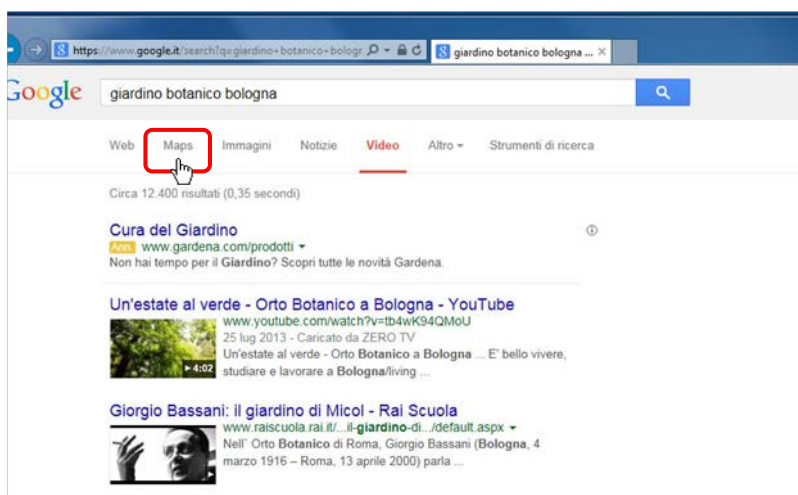 https://www.google.it/search?q=giardino+botanico+bologr
giardino botanico bologna ...
Google
giardino botanico bologna
Web Maps Immagini Notizie Video Altro Strumenti di ricerca
Circa 12.400 risultati (0,35 secondi)
Cura del Giardino
Ann. www.gardena.com/prodotti
Non hai tempo per il Giardino? Scopri tutte le novità Gardena.
Un'estate al verde - Orto Botanico a Bologna - YouTube
www.youtube.com/watch?v=tb4wK94QMoU
25 lug 2013 - Caricato da ZERO TV
Un'estate al verde - Orto Botanico a Bologna ... E' bello vivere,
4:02
studiare e lavorare a Bologna/living ...
Giorgio Bassani: il giardino di Micol - Rai Scuola
www.raiscuola.rai.it/...il-giardino-di.../default.aspx
Nell' Orto Botanico di Roma, Giorgio Bassani (Bologna, 4
marzo 1916 – Roma, 13 aprile 2000) parla ...